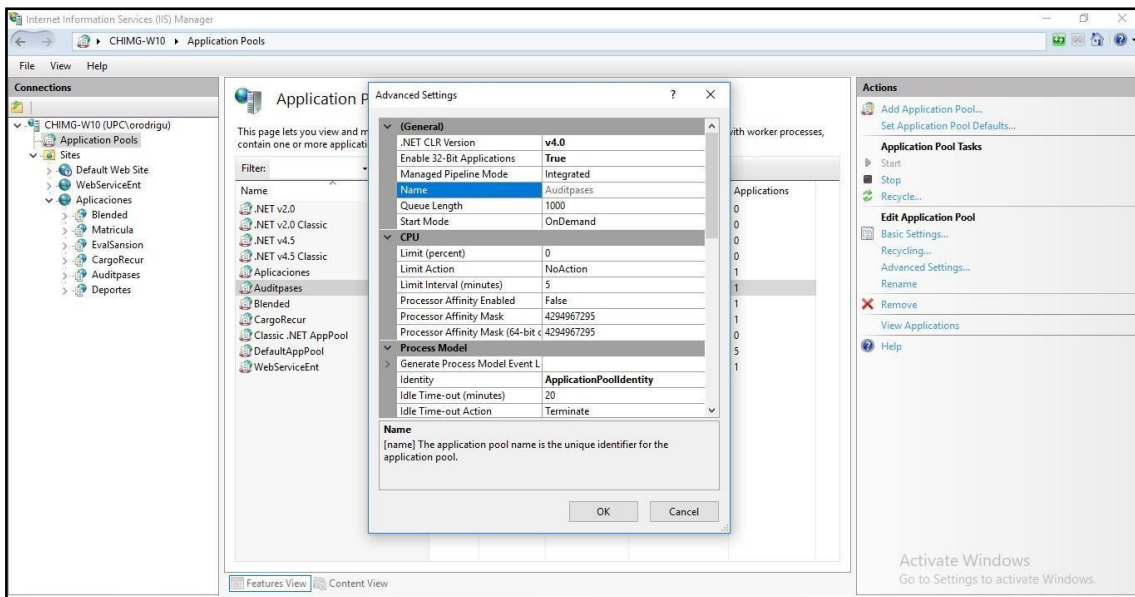 Internet Information Services (IIS) Manager
CHIMG-W10 Application Pools
File View Help
Connections
CHIMG-W10 (UPC\orodrigu)
Application Pools
Sites
Default Web Site
WebServiceEnt
Aplicaciones
Blended
Matricula
EvalSansion
CargoRecur
Auditpases
Deportes
Application P
This page lets you view and m
contain one or more applicati
with worker processes,
Filter:
Name
Applications
.NET v2.0 0
.NET v2.0 Classic 0
.NET v4.5 0
.NET v4.5 Classic 0
Aplicaciones 1
Auditpases 1
Blended 1
CargoRecur 1
Classic .NET AppPool 0
DefaultAppPool 5
WebServiceEnt 1
Features View Content View
Advanced Settings ?
(General)
.NET CLR Version v4.0
Enable 32-Bit Applications True
Managed Pipeline Mode Integrated
Name Auditpases
Queue Length 1000
Start Mode OnDemand
CPU
Limit (percent) 0
Limit Action NoAction
Limit Interval (minutes) 5
Processor Affinity Enabled False
Processor Affinity Mask 4294967295
Processor Affinity Mask (64-bit c 4294967295
Process Model
Generate Process Model Event L
Identity ApplicationPoolIdentity
Idle Time-out (minutes) 20
Idle Time-out Action Terminate
Name
[name] The application pool name is the unique identifier for the
application pool.
OK Cancel
Actions
Add Application Pool...
Set Application Pool Defaults...
Application Pool Tasks
Start
Stop
Recycle...
Edit Application Pool
Basic Settings...
Recycling...
Advanced Settings...
Rename
Remove
View Applications
Help
Activate Windows
Go to Settings to activate Windows.